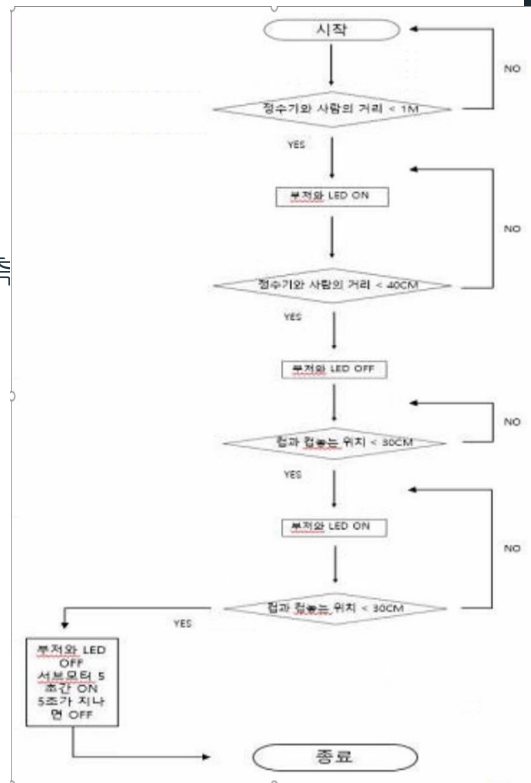 시작
NO
정수기와 사람의 거리 < 1M
YES
부저와 LED ON
NO
정수기와 사람의 거리 < 40CM
YES
부저와 LED OFF
NO
컵과 컵놓는 위치 < 30CM
YES
부저와 LED ON
NO
컵과 컵놓는 위치 < 30CM
YES
부저와 LED
OFF
서브모터 5
초간 ON
5조가 지나
면 OFF
종료